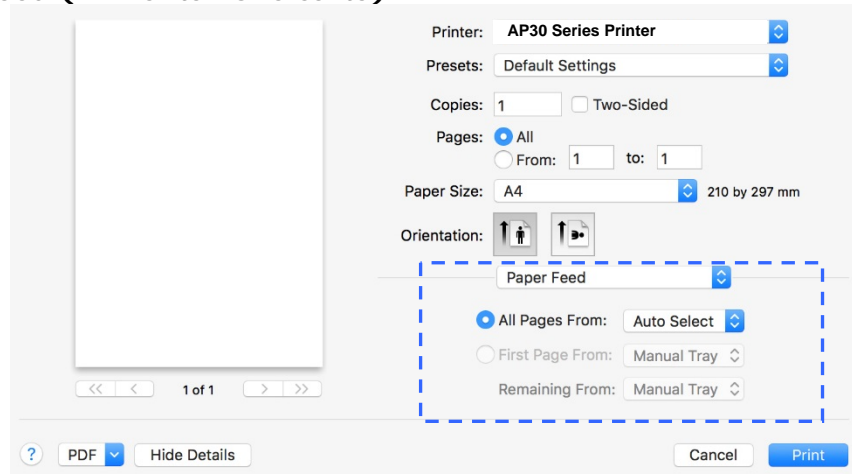 Printer: AP30 Series Printer
Presets: Default Settings
Copies: 1 Two-Sided
Pages: All
From: 1 to: 1
Paper Size: A4 210 by 297 mm
Orientation:
Paper Feed
All Pages From: Auto Select
First Page From: Manual Tray
Remaining From: Manual Tray
<< < 1 of 1 > >>
? PDF Hide Details Cancel Print